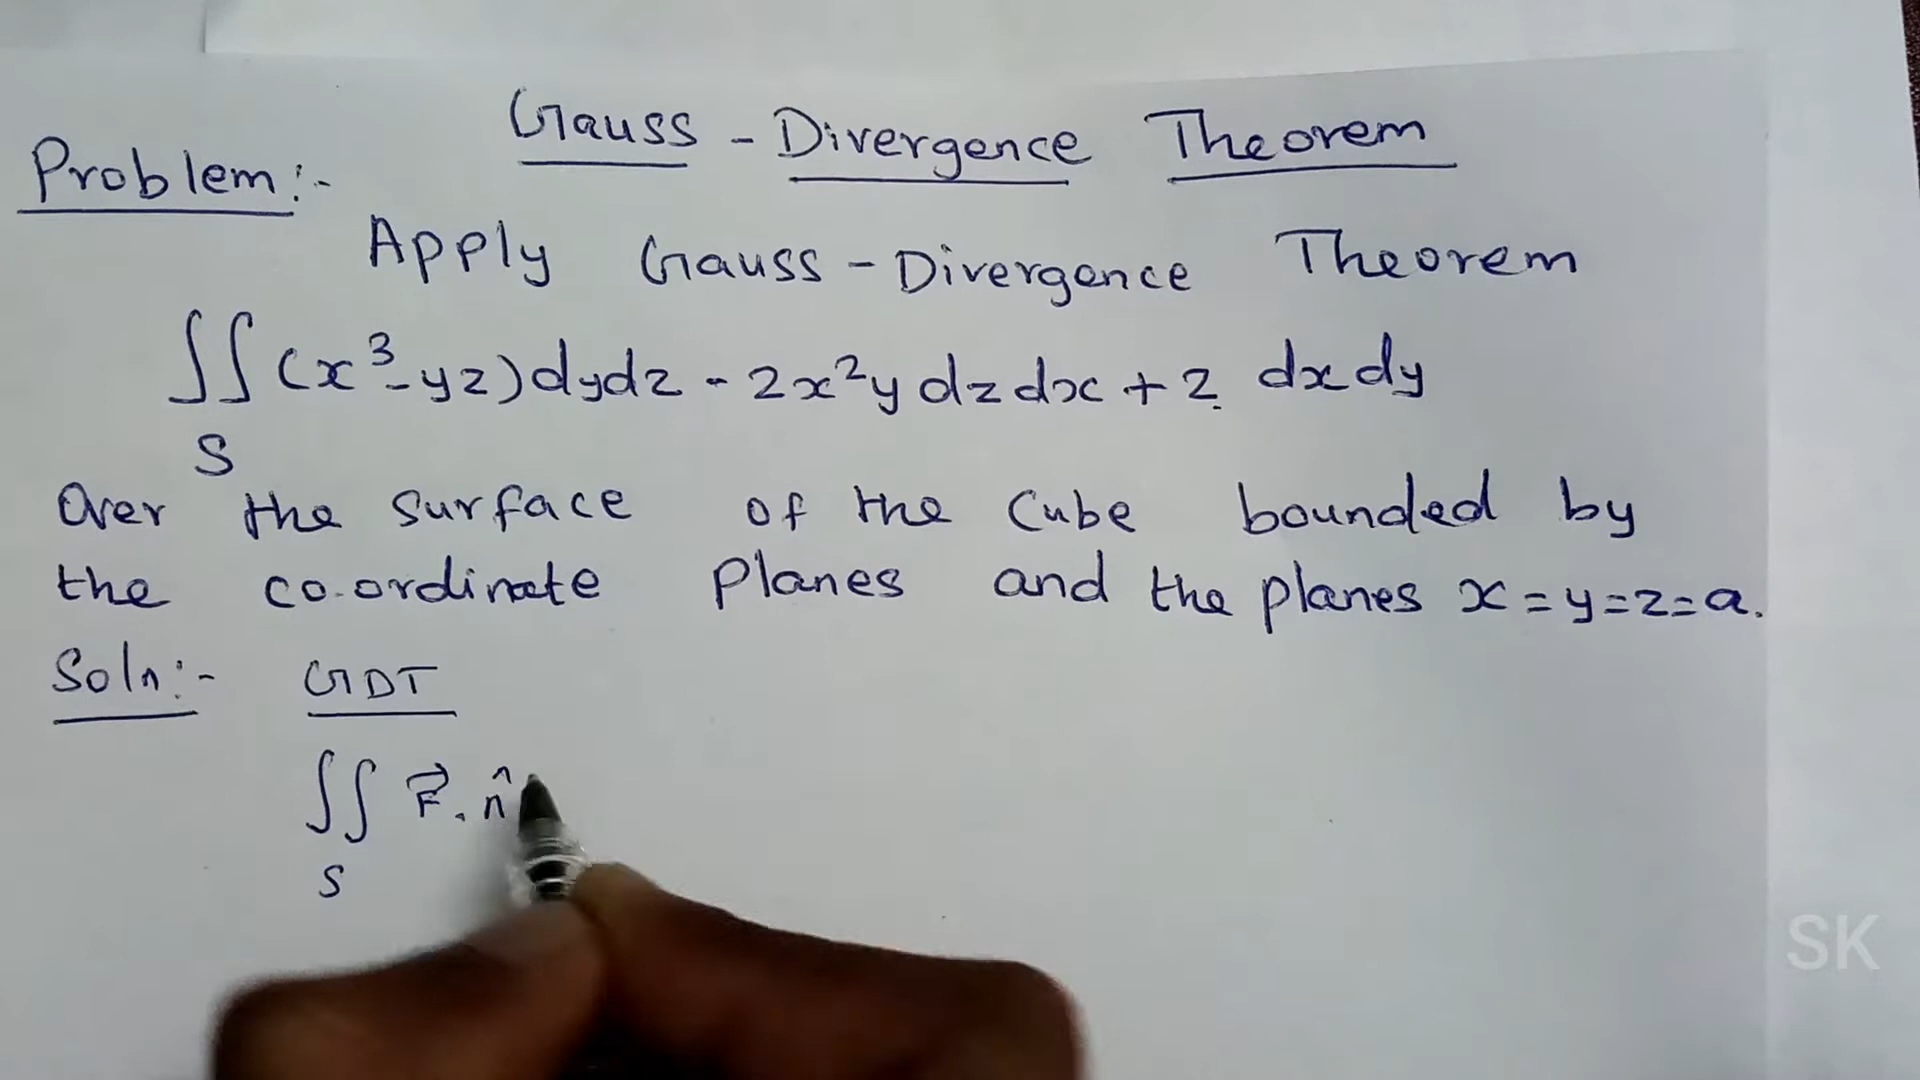 Gauss - Divergence Theorem
Problem:-
Apply Gauss - Divergence Theorem
∬ (x³-yz)dydz - 2x²y dzdx + z dxdy
S
Over the surface of the cube bounded by
the co-ordinate planes and the planes x=y=z=a.
Soln:- GDT
∬ F⃗ . n̂
S
SK